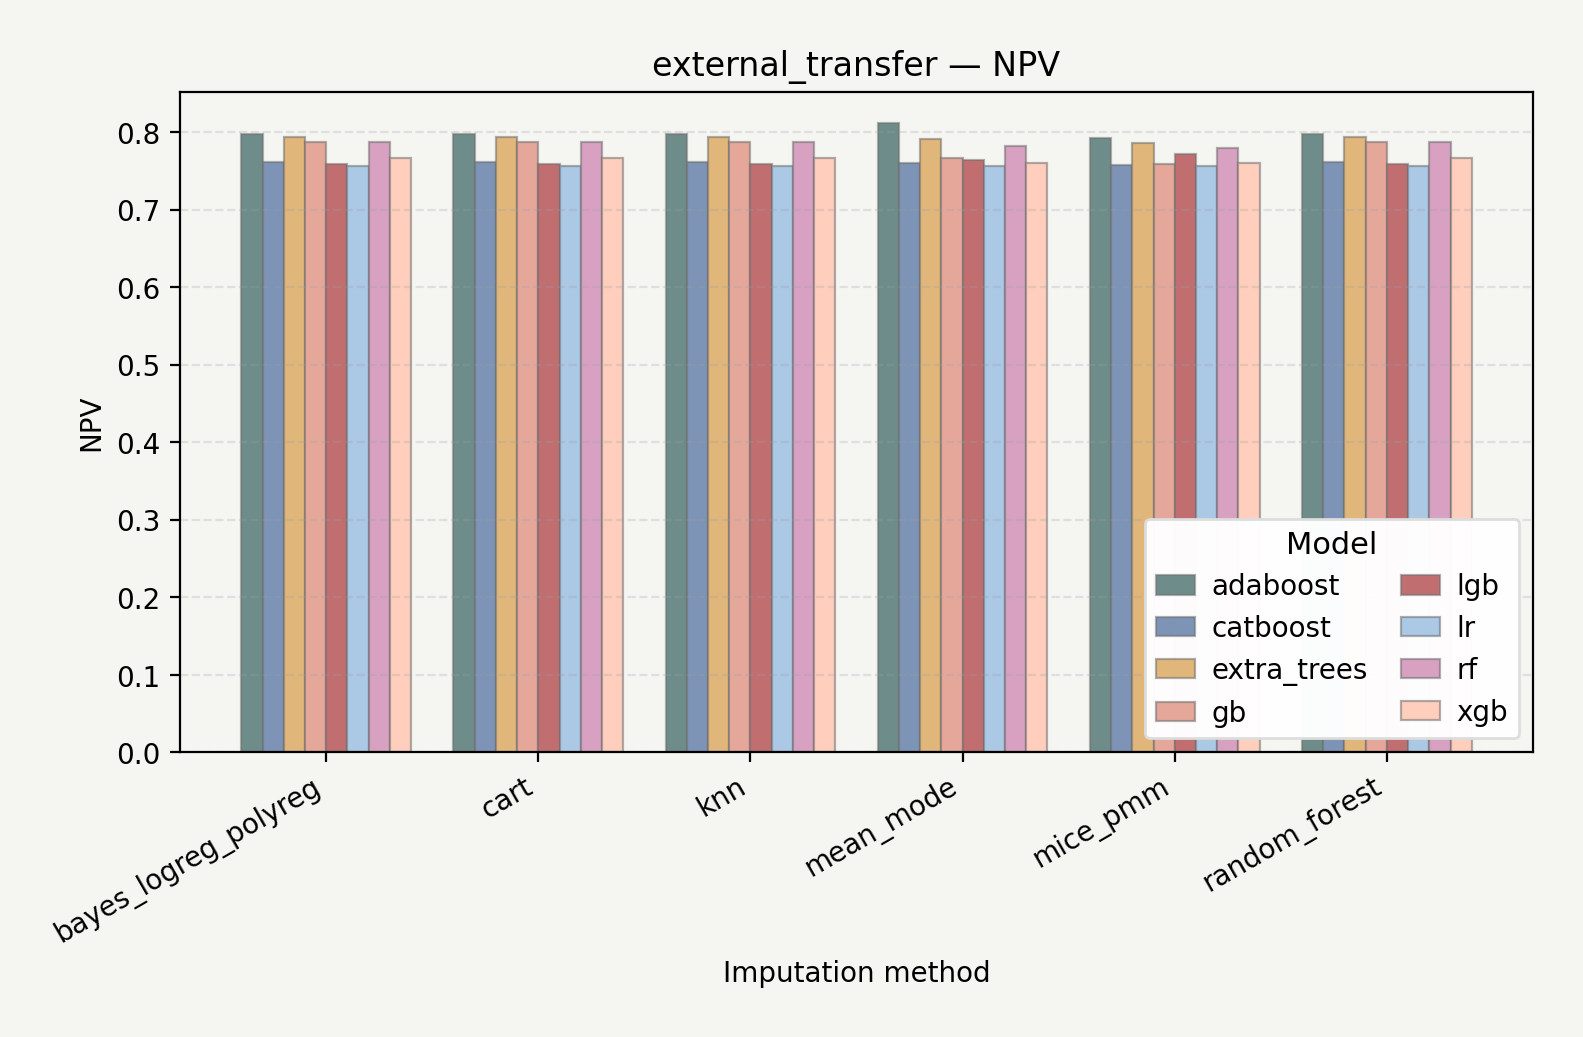 external_transfer — NPV
NPV
0.8
0.7
0.6
0.5
0.4
0.3
0.2
0.1
0.0
Model
adaboost
catboost
extra_trees
gb
lgb
lr
rf
xgb
bayes_logreg_polyreg
cart
knn
mean_mode
mice_pmm
random_forest
Imputation method